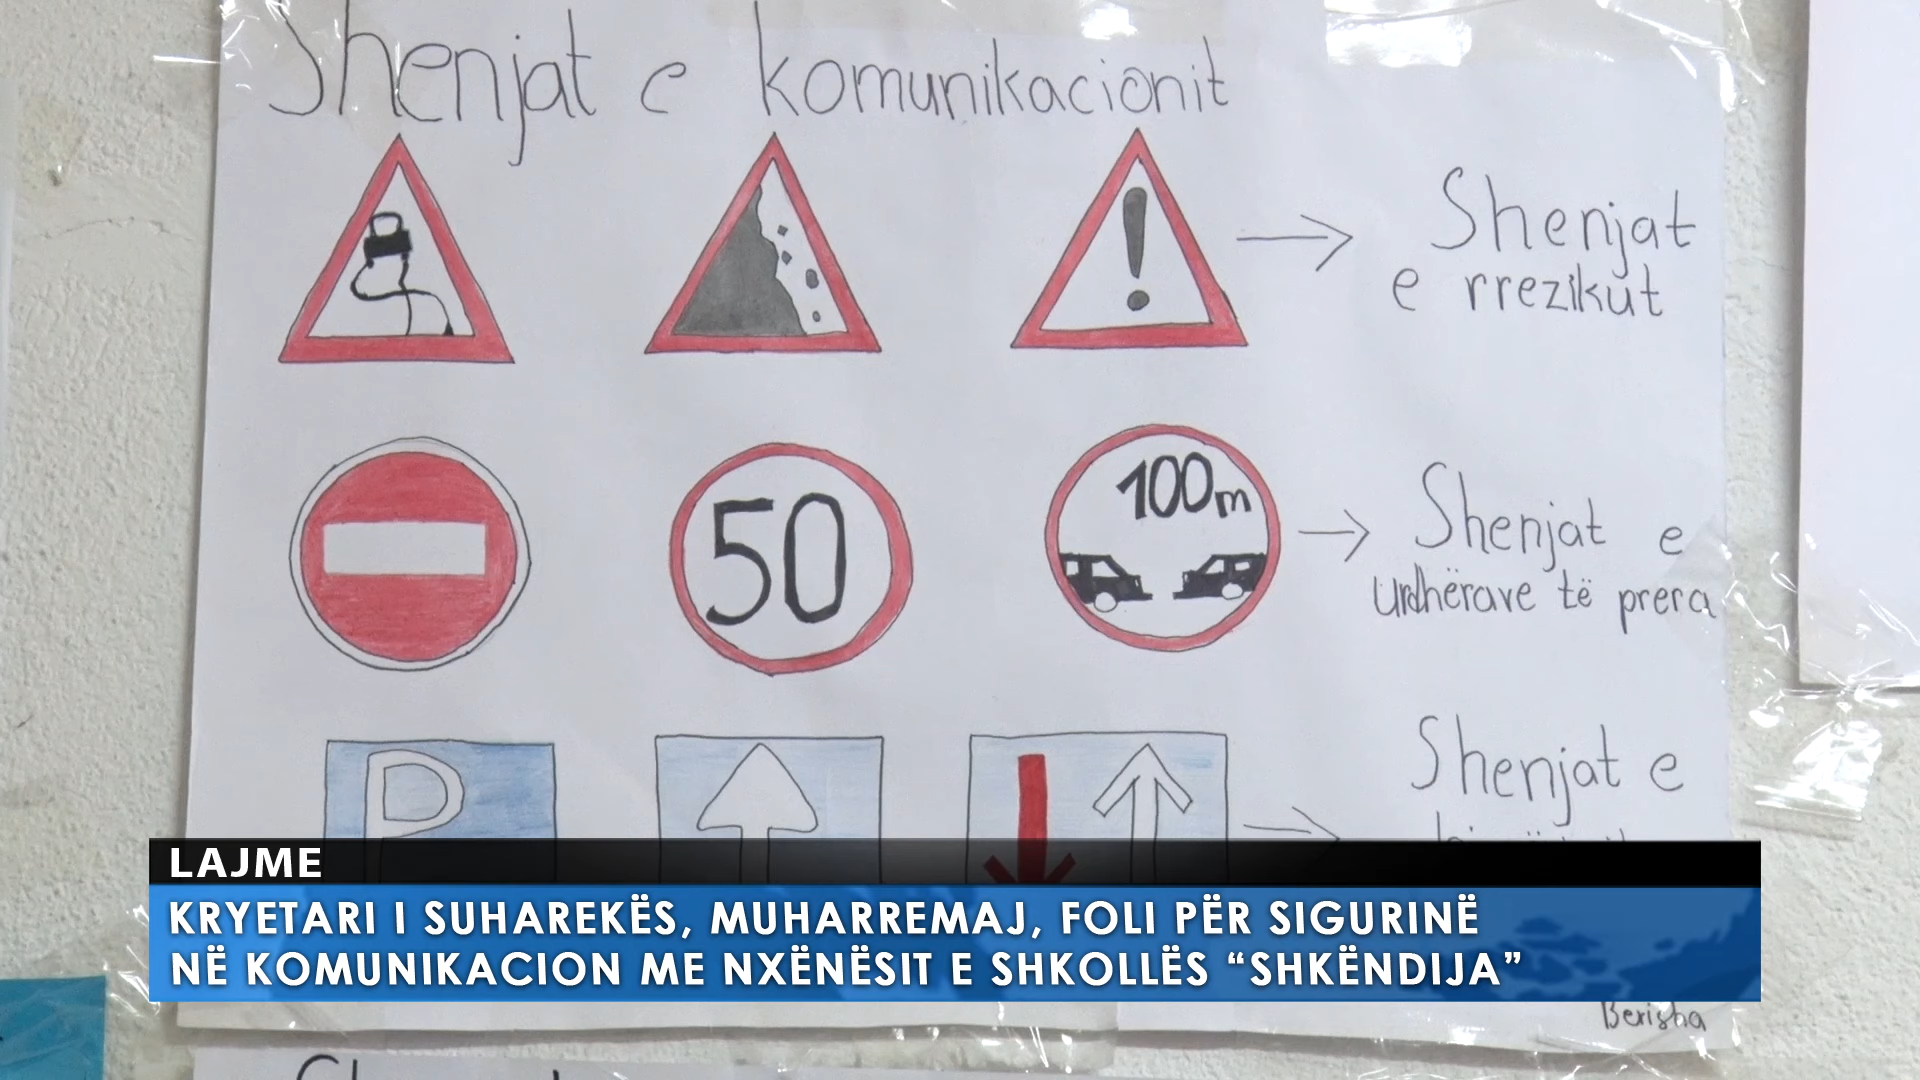 Shenjat e komunikacionit
Shenjat
e rrezikut
50
100m
Shenjat e
urdhërave të prera
P
Shenjat e
LAJME
KRYETARI I SUHAREKËS, MUHARREMAJ, FOLI PËR SIGURINË
NË KOMUNIKACION ME NXËNËSIT E SHKOLLËS “SHKËNDIJA”
Berisha